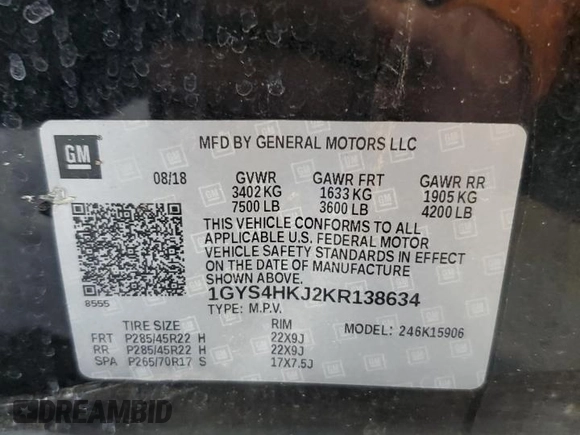 GM
MFD BY GENERAL MOTORS LLC
08/18 GVWR GAWR FRT GAWR RR
3402 KG 1633 KG 1905 KG
7500 LB 3600 LB 4200 LB
THIS VEHICLE CONFORMS TO ALL
APPLICABLE U.S. FEDERAL MOTOR
VEHICLE SAFETY STANDARDS IN EFFECT
ON THE DATE OF MANUFACTURE
SHOWN ABOVE.
8555
1GYS4HKJ2KR138634
TYPE: M.P.V.
TIRE SIZE RIM MODEL: 246K15906
FRT P285/45R22 H 22X9J
RR P285/45R22 H 22X9J
SPA P265/70R17 S 17X7.5J
DREAMBID